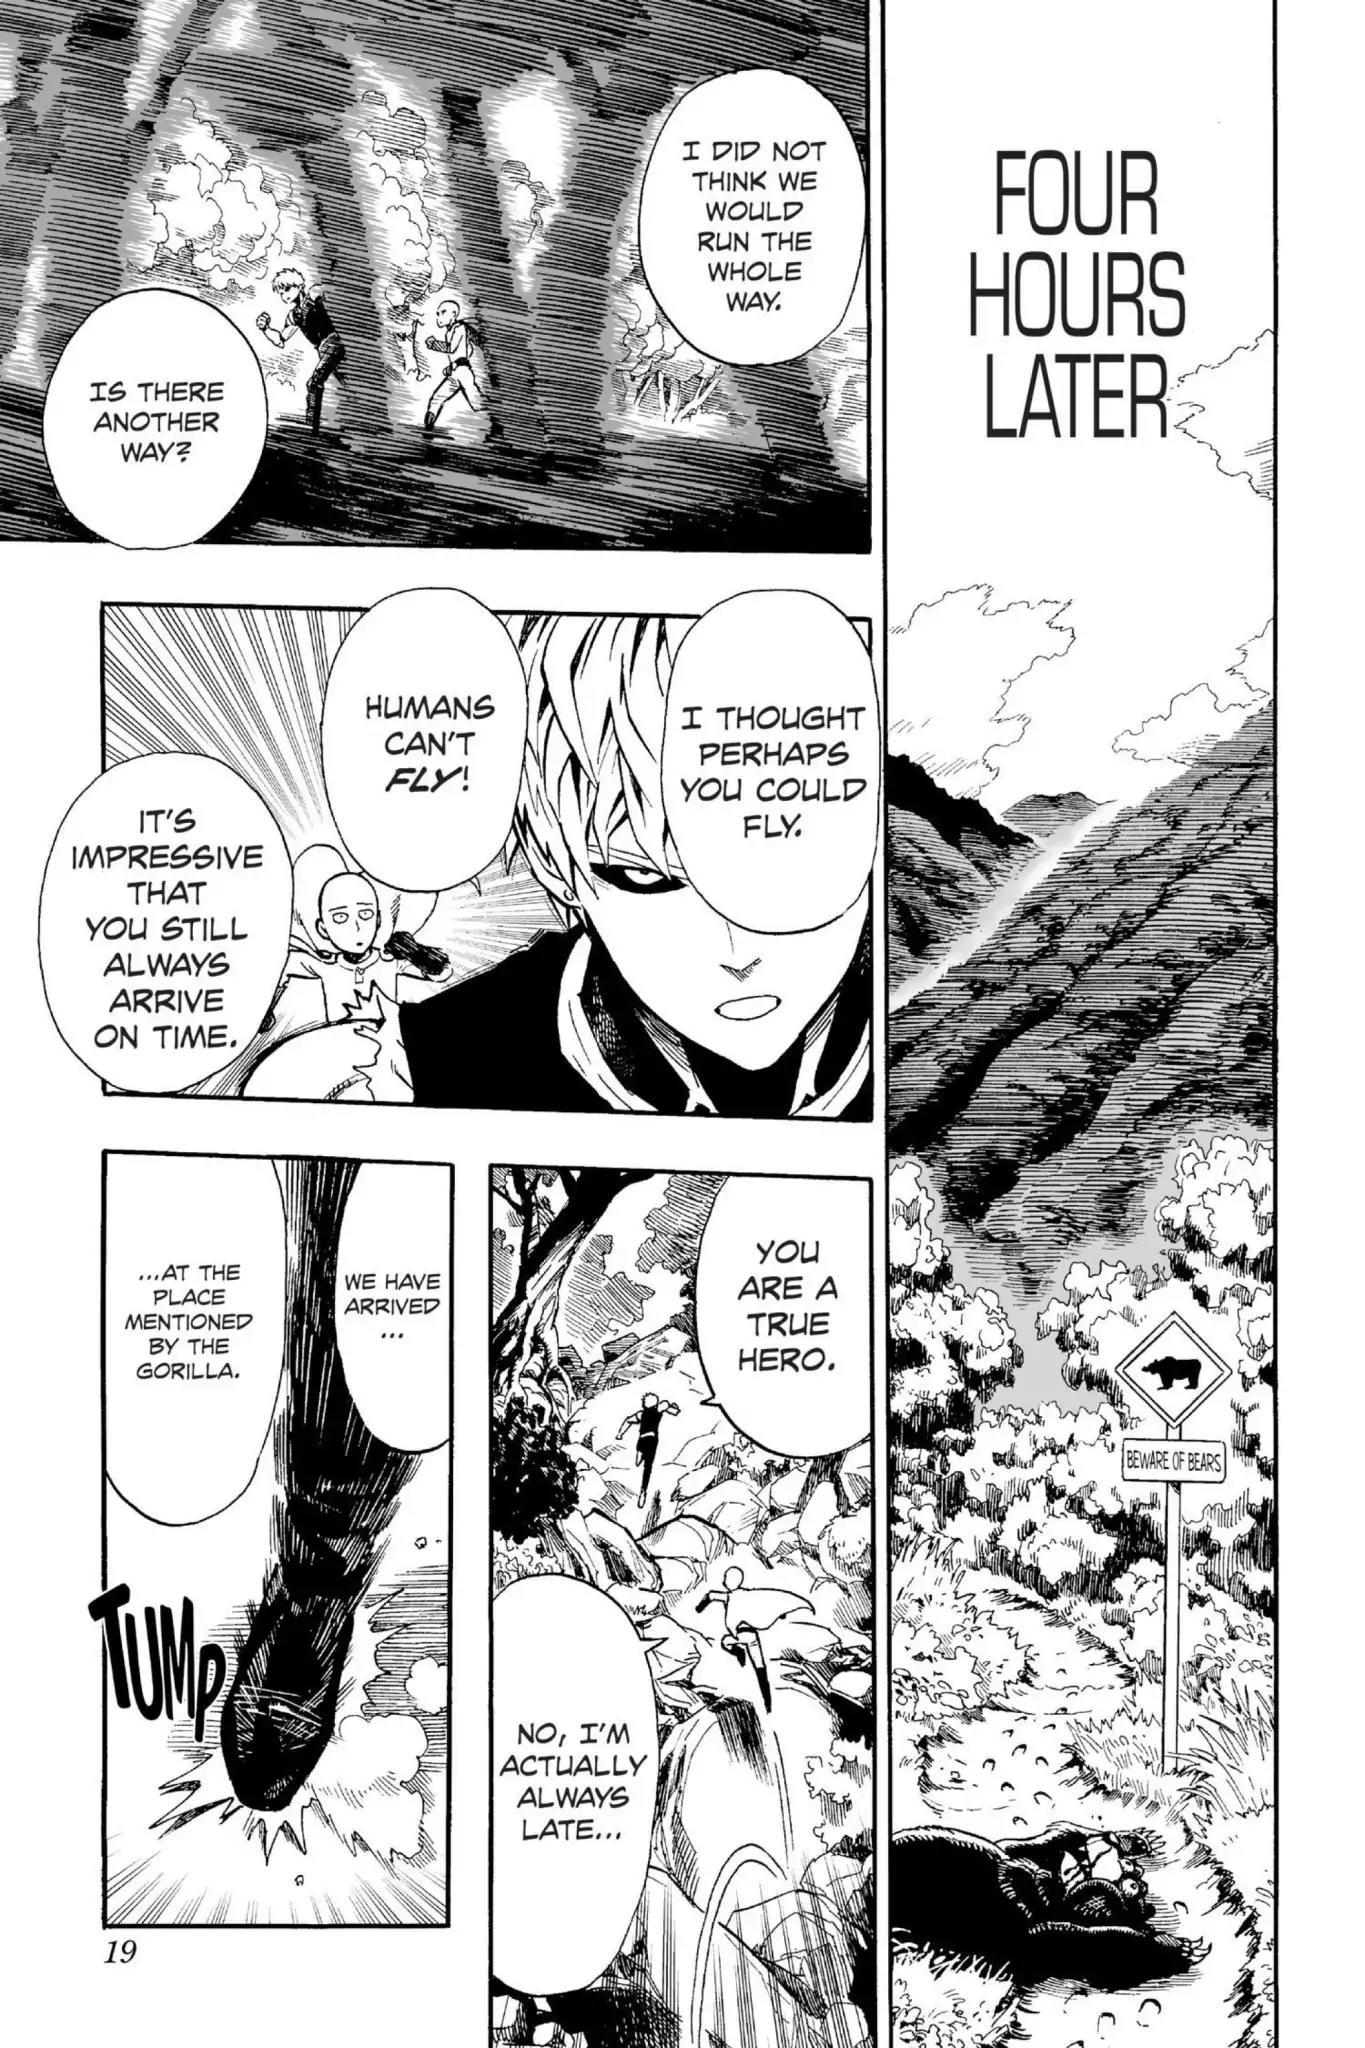 FOUR
HOURS
LATER
BEWARE OF BEARS
I DID NOT
THINK WE
WOULD
RUN THE
WHOLE
WAY.
IS THERE
ANOTHER
WAY?
I THOUGHT
PERHAPS
YOU COULD
FLY.
HUMANS
CAN'T
FLY!
IT'S
IMPRESSIVE
THAT
YOU STILL
ALWAYS
ARRIVE
ON TIME.
YOU
ARE A
TRUE
HERO.
NO, I'M
ACTUALLY
ALWAYS
LATE...
WE HAVE
ARRIVED
...
...AT THE
PLACE
MENTIONED
BY THE
GORILLA.
TUMP
19